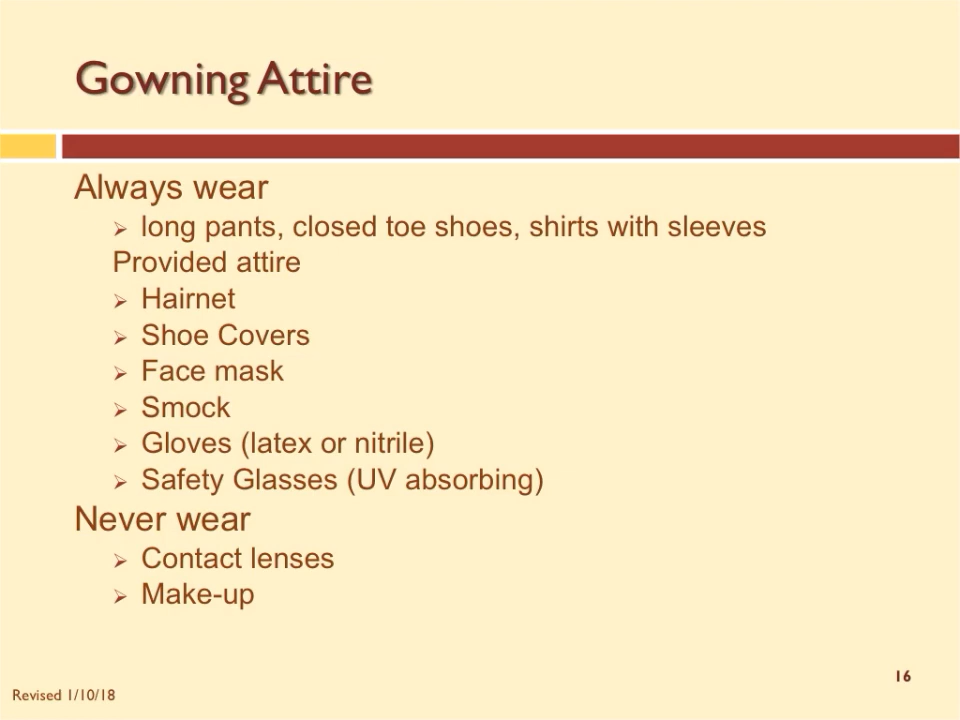 Gowning Attire
Always wear
➢ long pants, closed toe shoes, shirts with sleeves
Provided attire
➢ Hairnet
➢ Shoe Covers
➢ Face mask
➢ Smock
➢ Gloves (latex or nitrile)
➢ Safety Glasses (UV absorbing)
Never wear
➢ Contact lenses
➢ Make-up
16
Revised 1/10/18